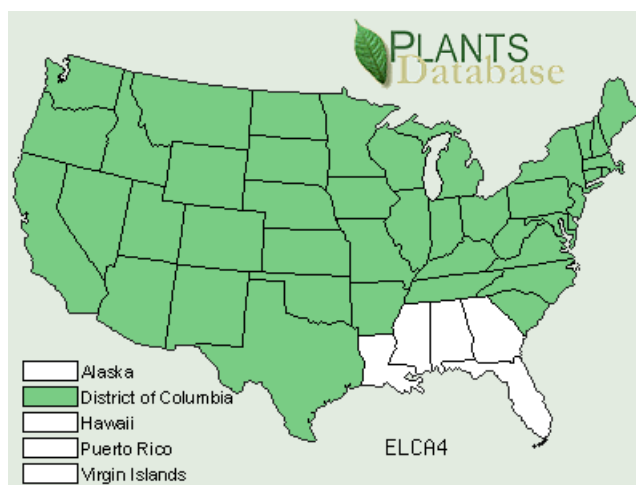 PLANTS
Database
Alaska
District of Columbia
Hawaii
Puerto Rico
Virgin Islands
ELCA4